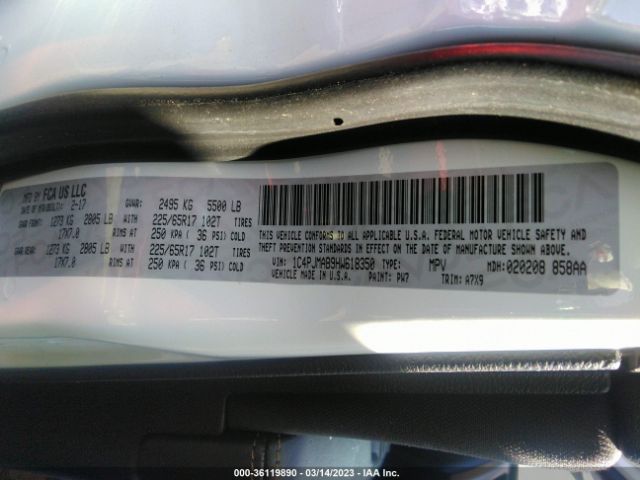 MFD BY FCA US LLC
DATE OF MFR 2-17 GVWR: 2495 KG 5500 LB
GAWR FRONT: 1273 KG 2805 LB WITH 225/65R17 102T TIRES
17X7.0 RIMS AT 250 KPA ( 36 PSI) COLD
GAWR REAR: 1273 KG 2805 LB WITH 225/65R17 102T TIRES
17X7.0 RIMS AT 250 KPA ( 36 PSI) COLD
THIS VEHICLE CONFORMS TO ALL APPLICABLE U.S.A. FEDERAL MOTOR VEHICLE SAFETY AND
THEFT PREVENTION STANDARDS IN EFFECT ON THE DATE OF MANUFACTURE SHOWN ABOVE.
VIN: 1C4PJMAB9HW618350 TYPE: MPV MDH: 020208 858AA
VEHICLE MADE IN U.S.A. PAINT: PW7 TRIM: A7X9
000-36119890 - 03/14/2023 - IAA Inc.